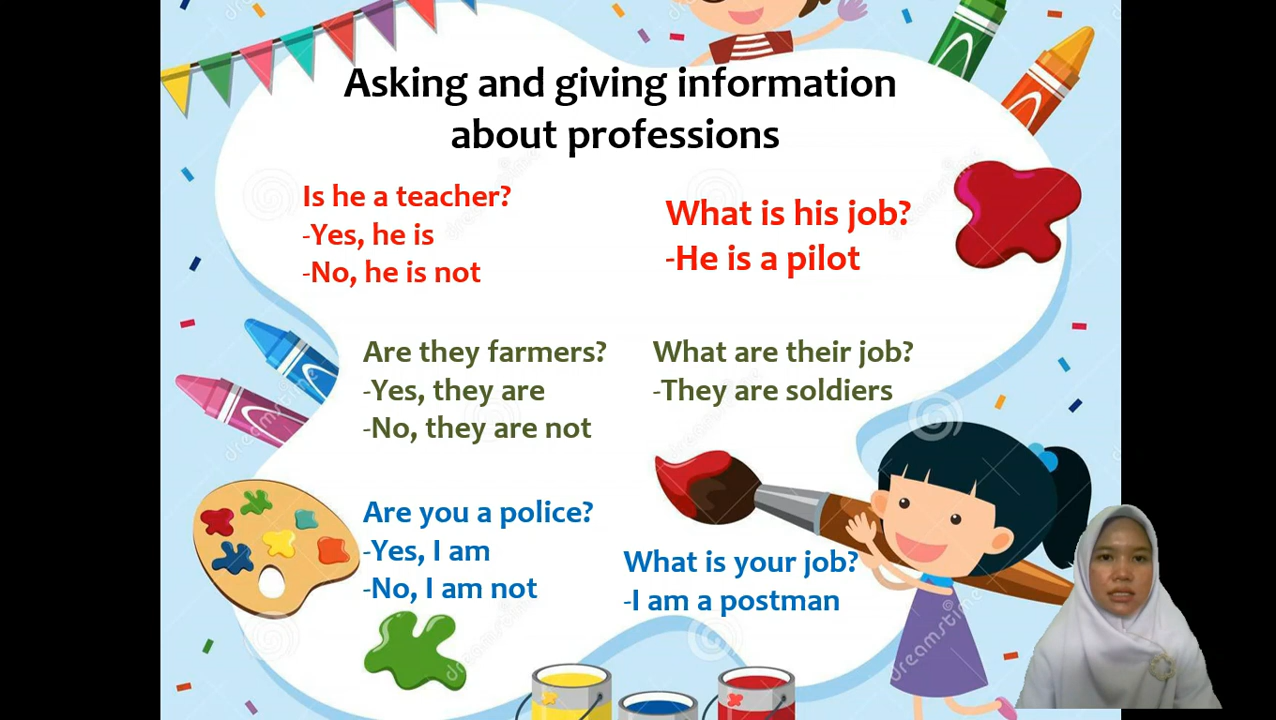 Asking and giving information
about professions
Is he a teacher?
-Yes, he is
-No, he is not
What is his job?
-He is a pilot
Are they farmers?
-Yes, they are
-No, they are not
What are their job?
-They are soldiers
Are you a police?
-Yes, I am
-No, I am not
What is your job?
-I am a postman
dreamstime